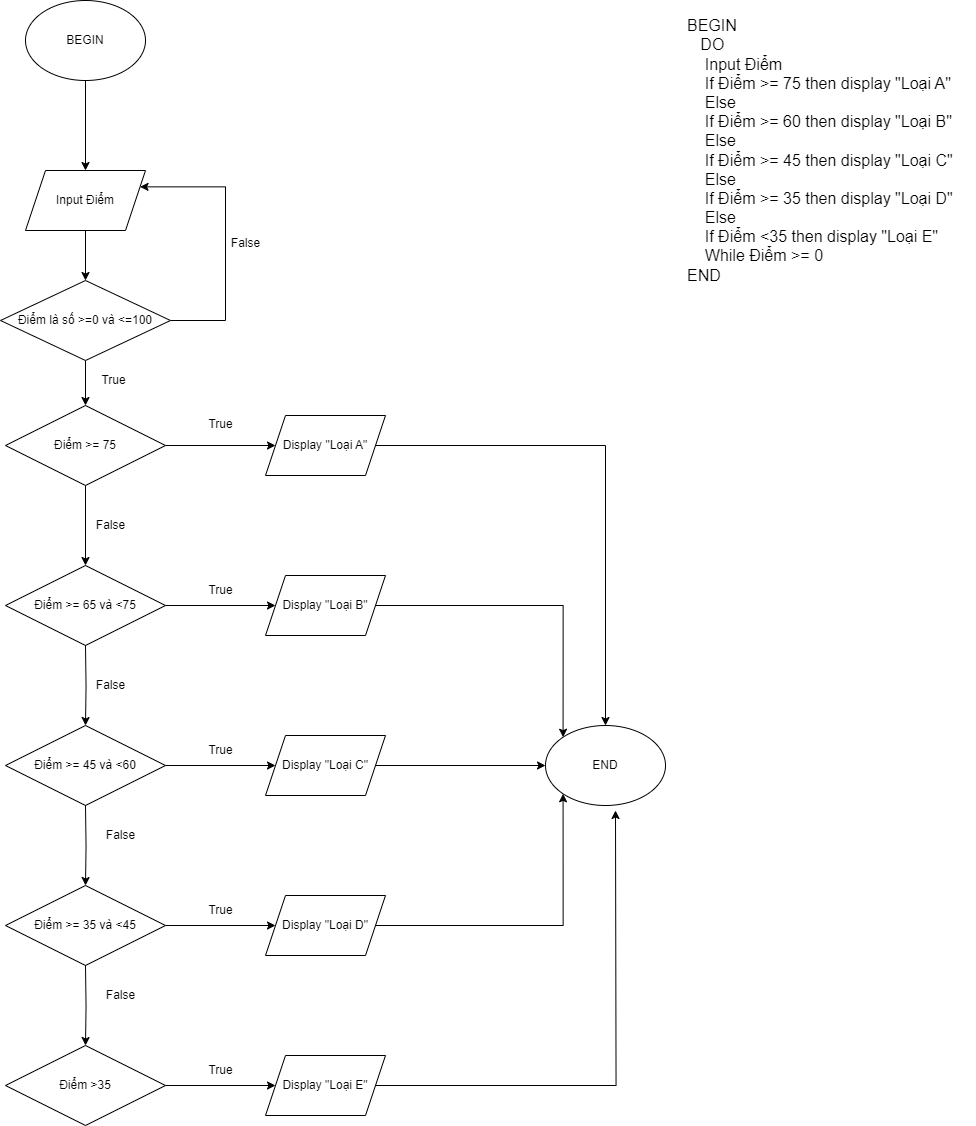 BEGIN
Input Điểm
False
Điểm là số >=0 và <=100
True
Điểm >= 75
True
Display "Loại A"
False
Điểm >= 65 và <75
True
Display "Loại B"
False
Điểm >= 45 và <60
True
Display "Loại C"
END
False
Điểm >= 35 và <45
True
Display "Loại D"
False
Điểm >35
True
Display "Loại E"
BEGIN
DO
Input Điểm
If Điểm >= 75 then display "Loại A"
Else
If Điểm >= 60 then display "Loại B"
Else
If Điểm >= 45 then display "Loại C"
Else
If Điểm >= 35 then display "Loại D"
Else
If Điểm <35 then display "Loại E"
While Điểm >= 0
END